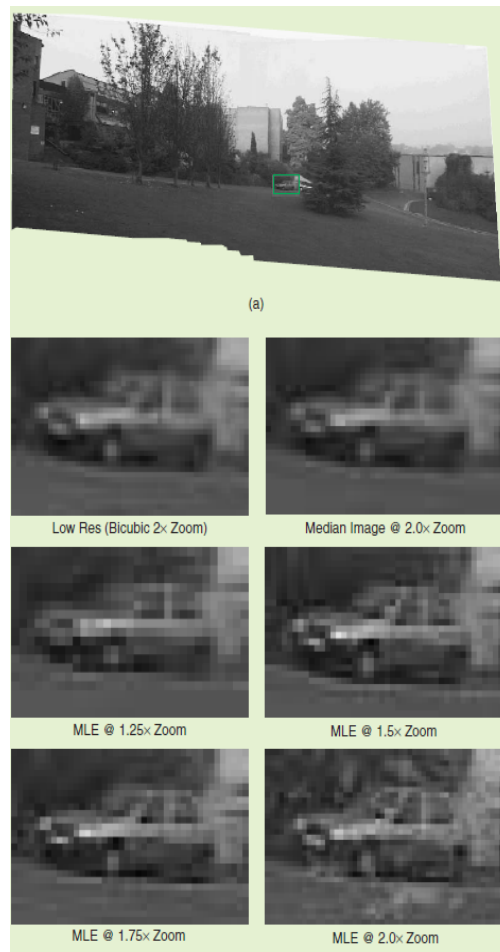 (a)
Low Res (Bicubic 2× Zoom)
Median Image @ 2.0× Zoom
MLE @ 1.25× Zoom
MLE @ 1.5× Zoom
MLE @ 1.75× Zoom
MLE @ 2.0× Zoom